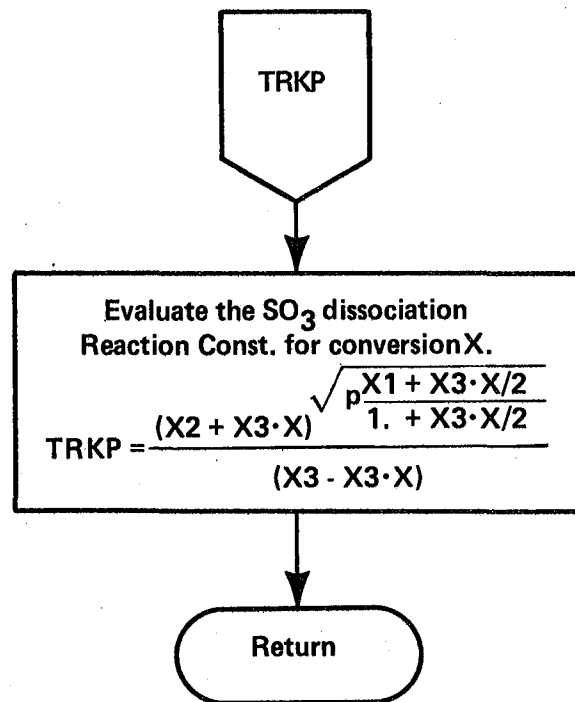 TRKP
Evaluate the SO3 dissociation
Reaction Const. for conversion X.
TRKP = (X2 + X3·X) √ p X1 + X3·X/2 / 1. + X3·X/2
(X3 - X3·X)
Return